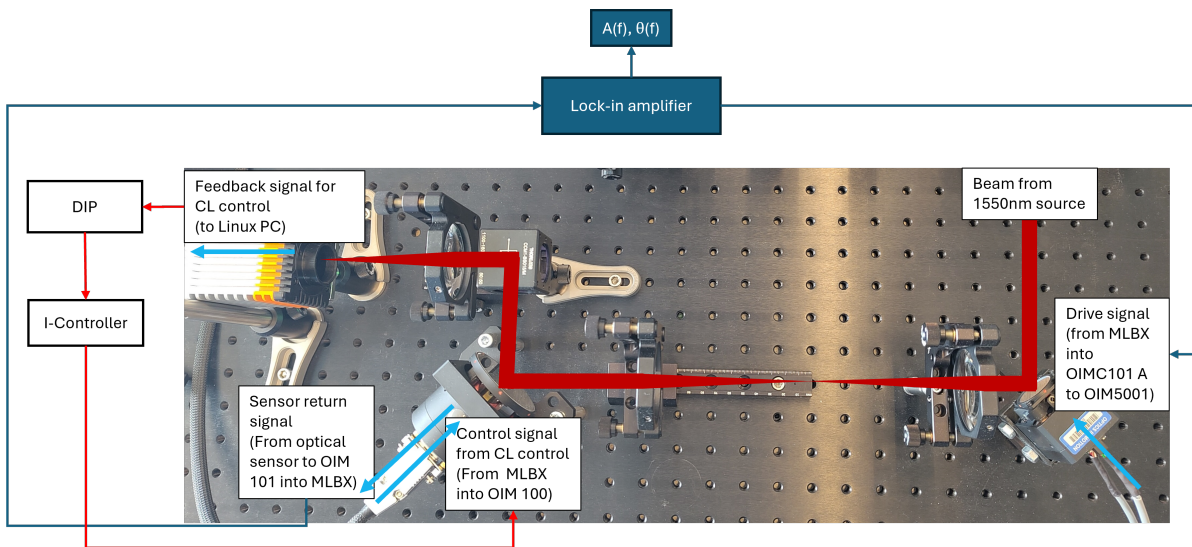 A(f), θ(f)
Lock-in amplifier
Feedback signal for
CL control
(to Linux PC)
DIP
I-Controller
Beam from
1550nm source
Drive signal
(from MLBX
into
OIMC101 A
to OIM5001)
Sensor return
signal
(From optical
sensor to OIM
101 into MLBX)
Control signal
from CL control
(From MLBX
into OIM 100)